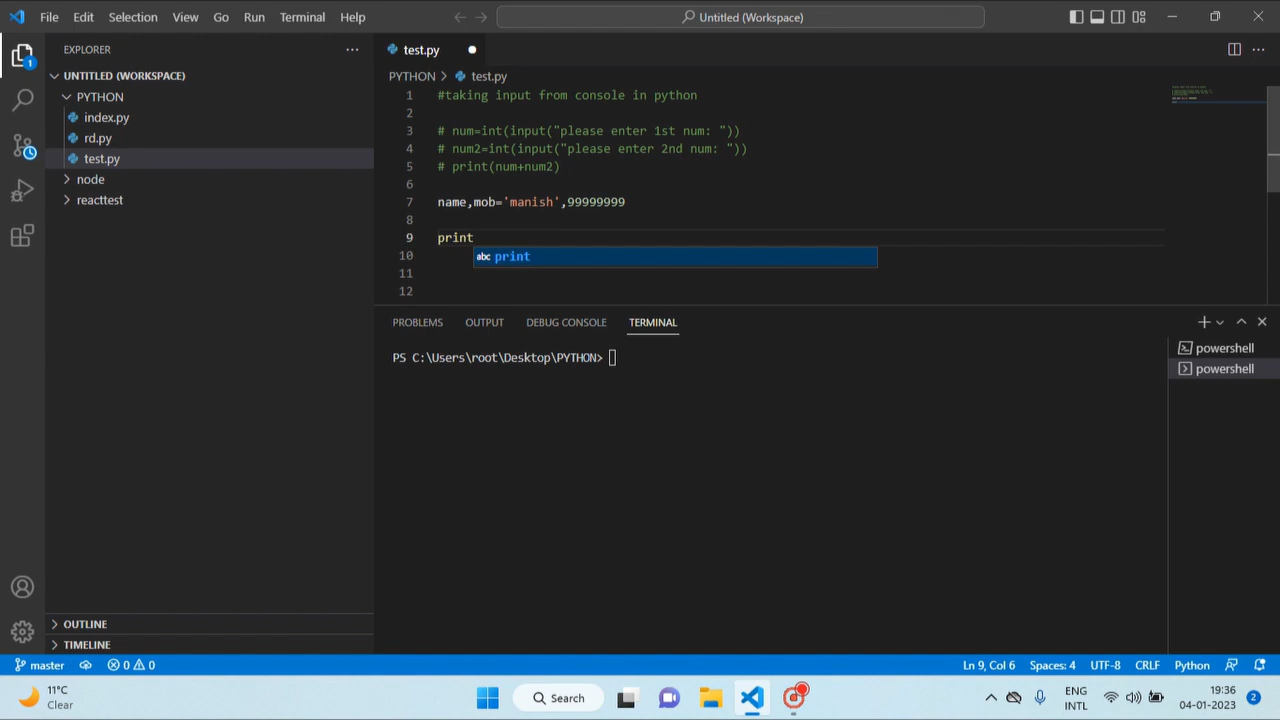 File Edit Selection View Go Run Terminal Help
Untitled (Workspace)
EXPLORER
UNTITLED (WORKSPACE)
PYTHON
index.py
rd.py
test.py
node
reacttest
OUTLINE
TIMELINE
1
test.py
PYTHON > test.py
1 #taking input from console in python
2
3 # num=int(input("please enter 1st num: "))
4 # num2=int(input("please enter 2nd num: "))
5 # print(num+num2)
6
7 name,mob='manish',99999999
8
9 print
abc print
10
11
12
PROBLEMS OUTPUT DEBUG CONSOLE TERMINAL
PS C:\Users\root\Desktop\PYTHON>
powershell
powershell
master 0 0
Ln 9, Col 6 Spaces: 4 UTF-8 CRLF Python
11°C
Clear
Search
ENG
INTL
19:36
04-01-2023
2